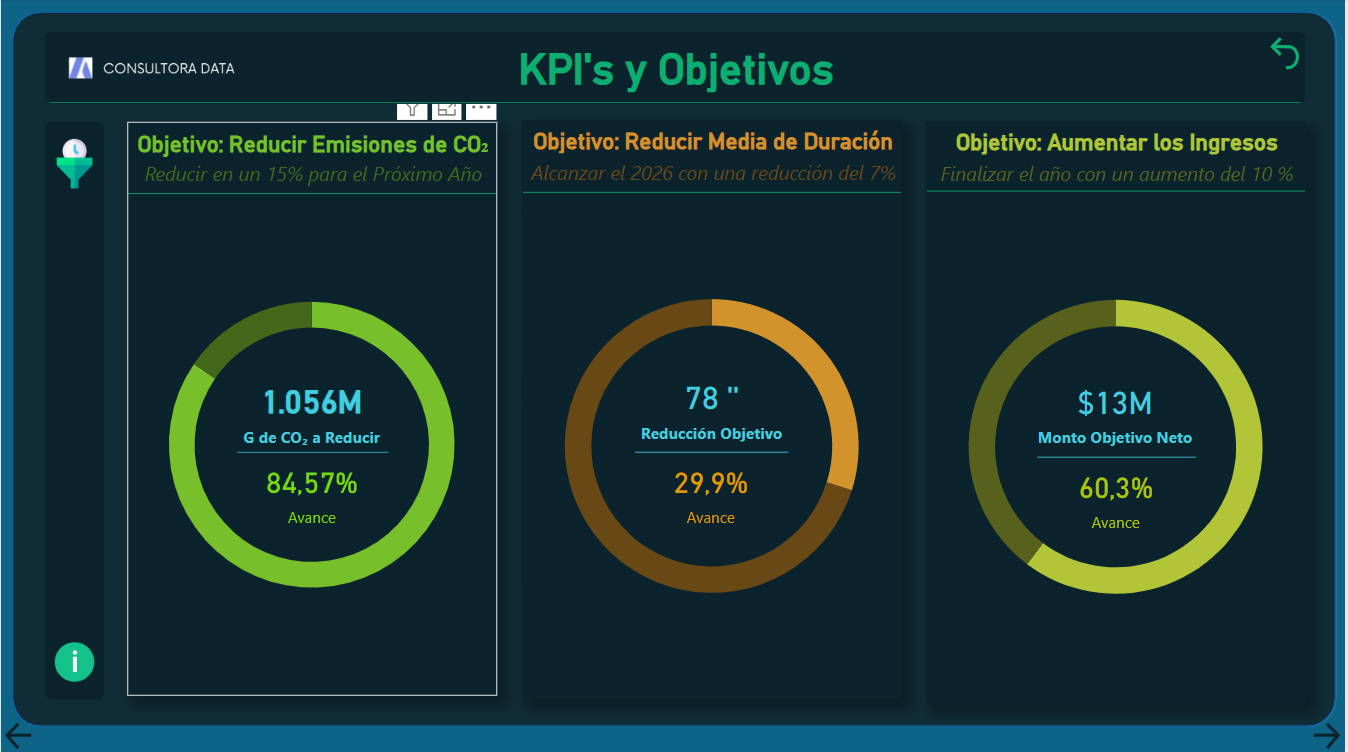 CONSULTORA DATA
KPI's y Objetivos
Objetivo: Reducir Emisiones de CO₂
Reducir en un 15% para el Próximo Año
1.056M
G de CO₂ a Reducir
84,57%
Avance
Objetivo: Reducir Media de Duración
Alcanzar el 2026 con una reducción del 7%
78 "
Reducción Objetivo
29,9%
Avance
Objetivo: Aumentar los Ingresos
Finalizar el año con un aumento del 10 %
$13M
Monto Objetivo Neto
60,3%
Avance
i